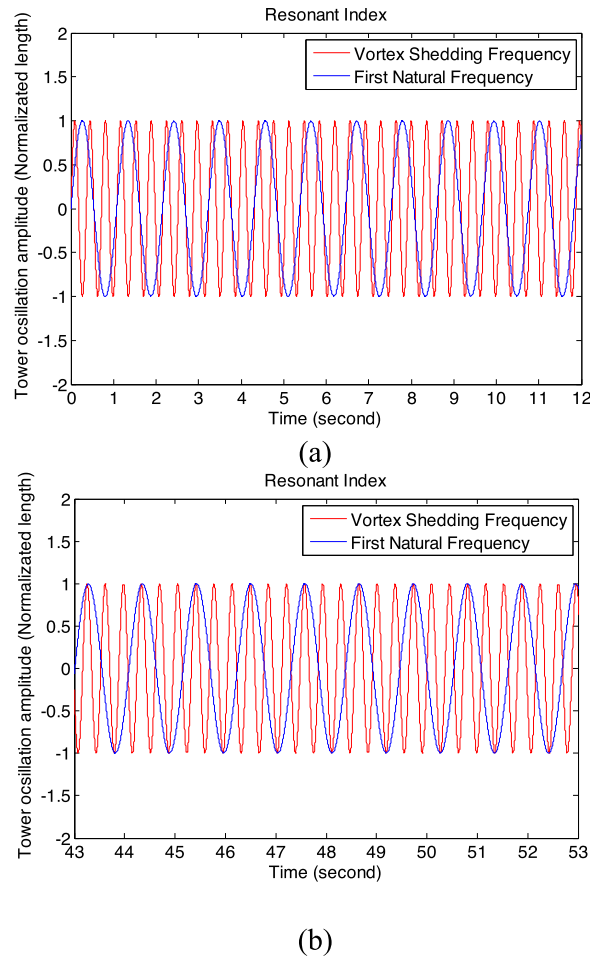 Resonant Index
Tower ocsillation amplitude (Normalizated length)
2
1.5
1
0.5
0
-0.5
-1
-1.5
-2
Vortex Shedding Frequency
First Natural Frequency
0 1 2 3 4 5 6 7 8 9 10 11 12
Time (second)
(a)
Resonant Index
Tower ocsillation amplitude (Normalizated length)
2
1.5
1
0.5
0
-0.5
-1
-1.5
-2
Vortex Shedding Frequency
First Natural Frequency
43 44 45 46 47 48 49 50 51 52 53
Time (second)
(b)